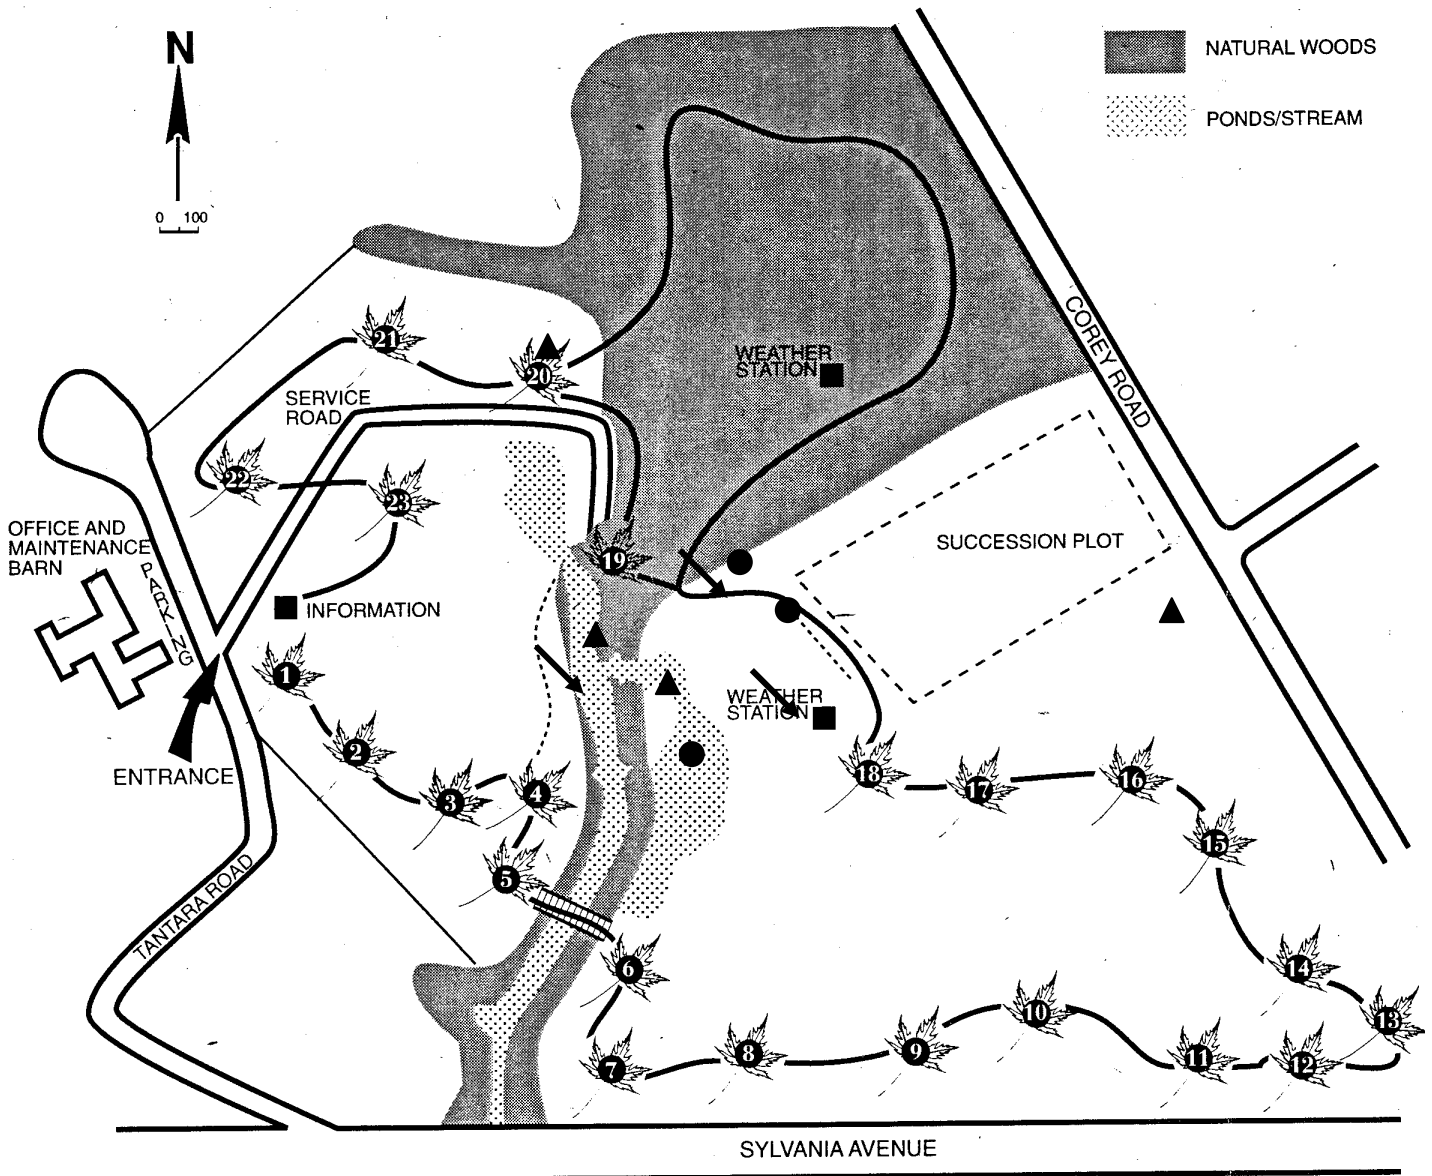 N
0 100
NATURAL WOODS
PONDS/STREAM
COREY ROAD
21
20
WEATHER
STATION
SERVICE
ROAD
22
23
OFFICE AND
MAINTENANCE
BARN
PARKING
19
SUCCESSION PLOT
INFORMATION
1
WEATHER
STATION
2
ENTRANCE
3
4
18
17
16
15
5
TANTARA ROAD
6
14
10
13
7
8
9
11
12
SYLVANIA AVENUE